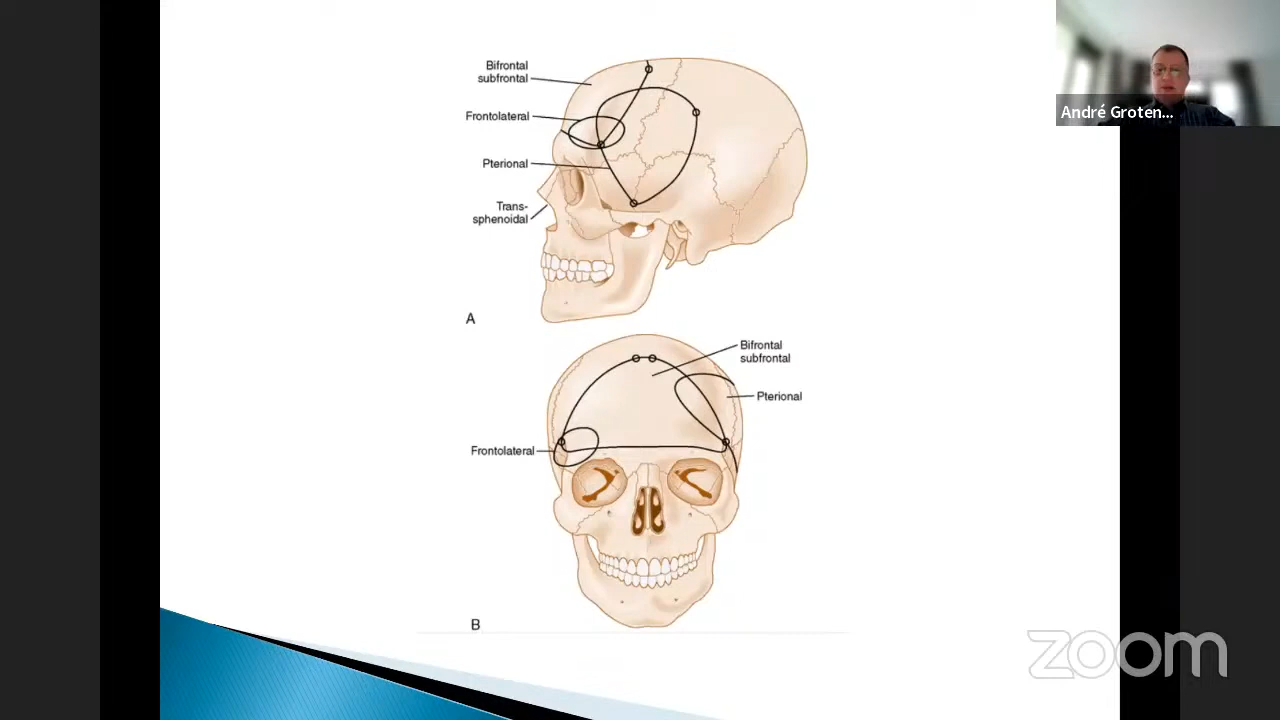 Bifrontal
subfrontal
Frontolateral
Pterional
Trans-
sphenoidal
A
Bifrontal
subfrontal
Pterional
Frontolateral
B
André Groten...
zoom